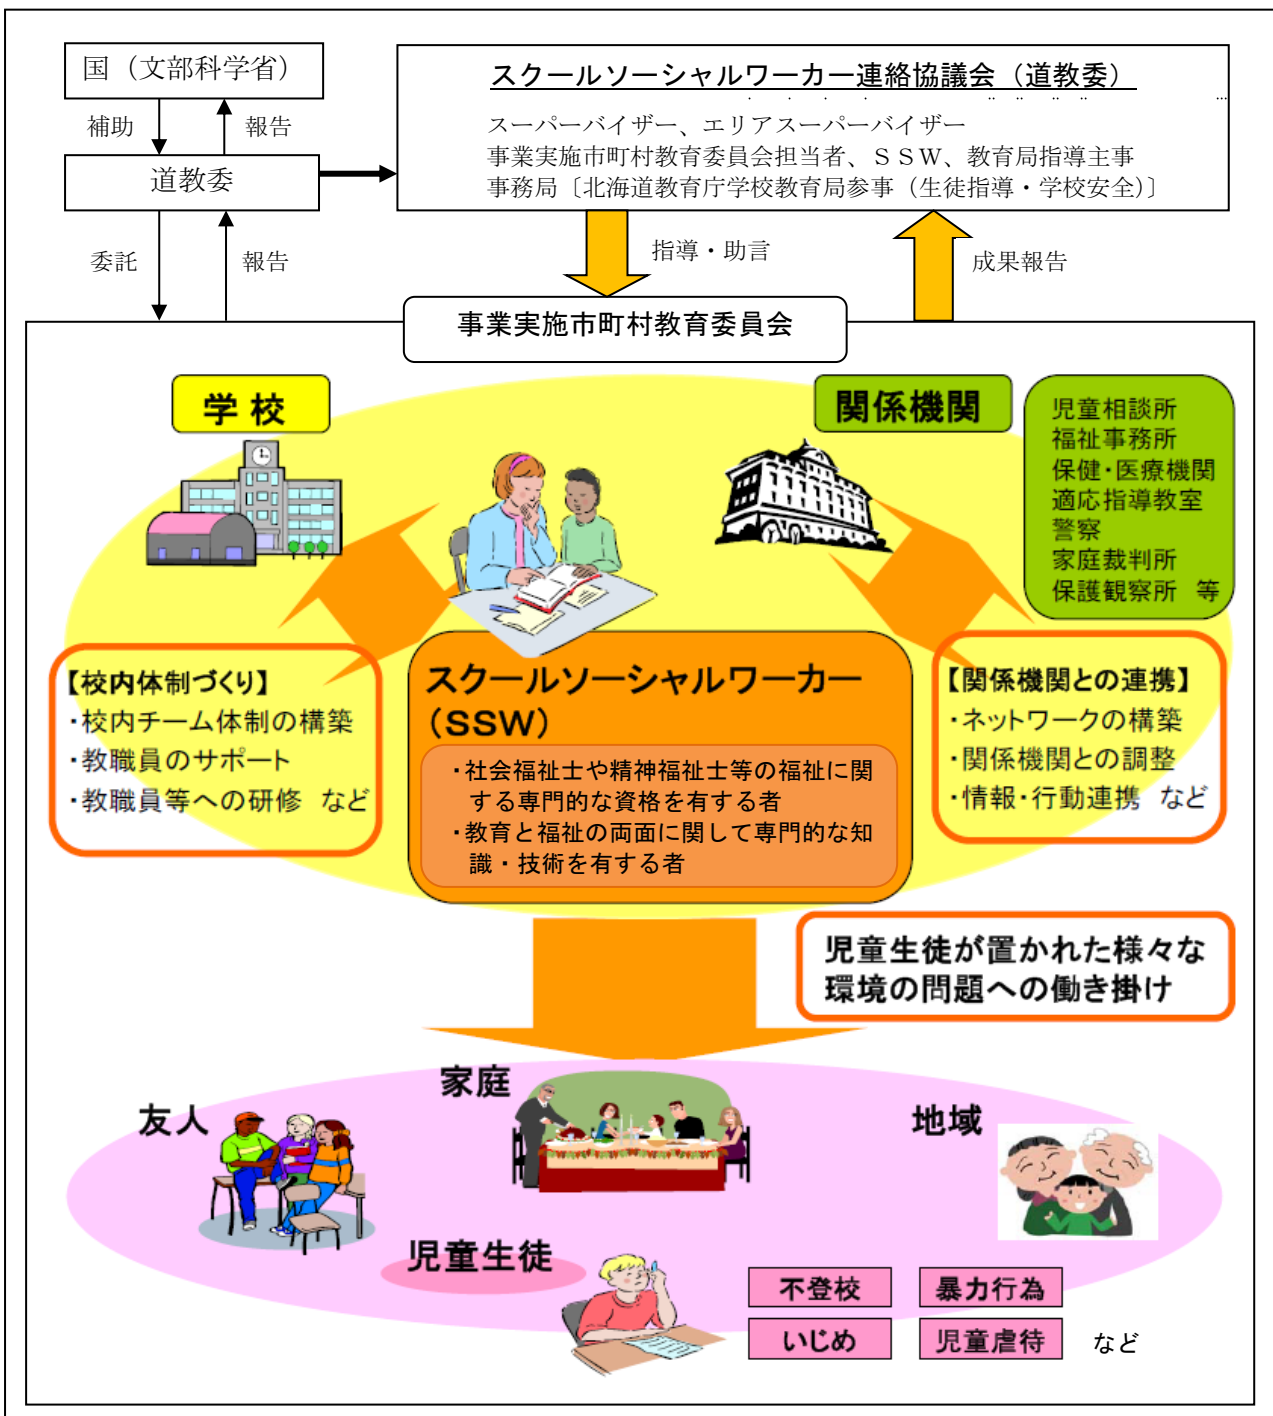 国（文部科学省）
補助
報告
道教委
スクールソーシャルワーカー連絡協議会（道教委）
スーパーバイザー、エリアスーパーバイザー
事業実施市町村教育委員会担当者、ＳＳＷ、教育局指導主事
事務局〔北海道教育庁学校教育局参事（生徒指導・学校安全）〕
委託
報告
指導・助言
成果報告
事業実施市町村教育委員会
学校
関係機関
児童相談所
福祉事務所
保健・医療機関
適応指導教室
警察
家庭裁判所
保護観察所　等
【校内体制づくり】
・校内チーム体制の構築
・教職員のサポート
・教職員等への研修　など
スクールソーシャルワーカー
（SSW）
・社会福祉士や精神福祉士等の福祉に関
する専門的な資格を有する者
・教育と福祉の両面に関して専門的な知
識・技術を有する者
【関係機関との連携】
・ネットワークの構築
・関係機関との調整
・情報・行動連携　など
児童生徒が置かれた様々な
環境の問題への働き掛け
家庭
友人
地域
児童生徒
不登校
暴力行為
いじめ
児童虐待
など